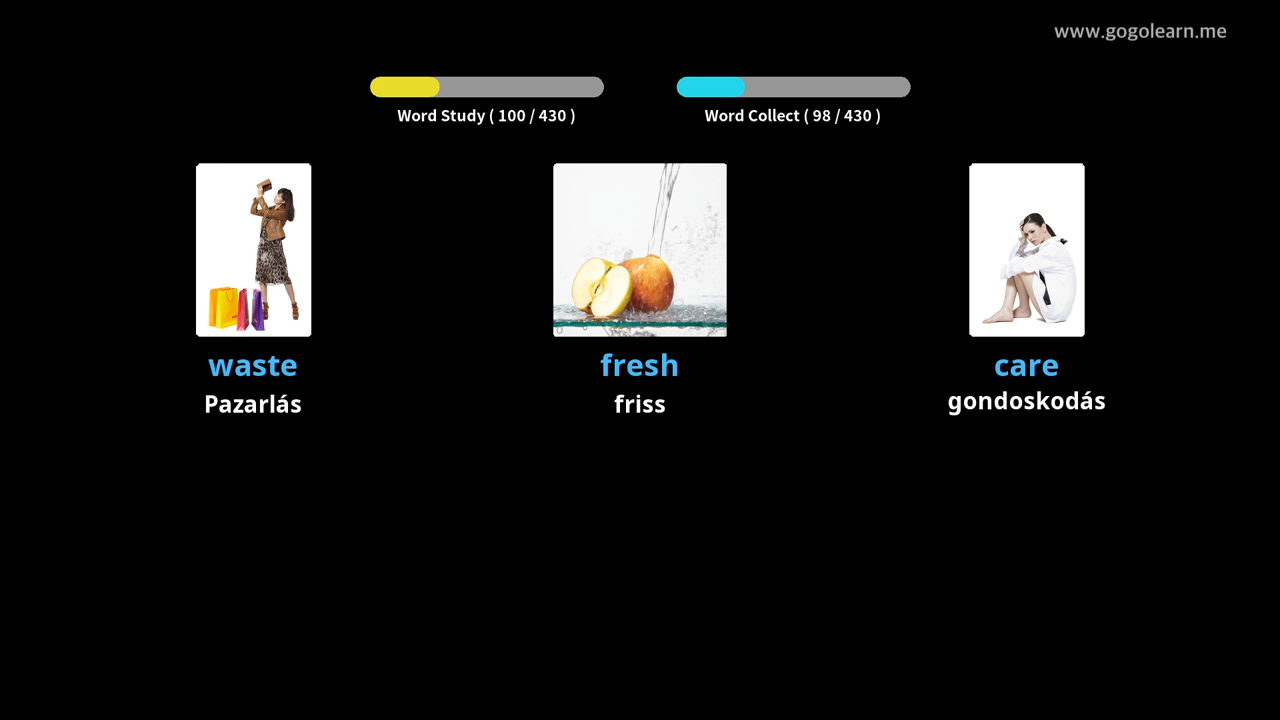 www.gogolearn.me
Word Study ( 100 / 430 )
Word Collect ( 98 / 430 )
waste
Pazarlás
fresh
friss
care
gondoskodás